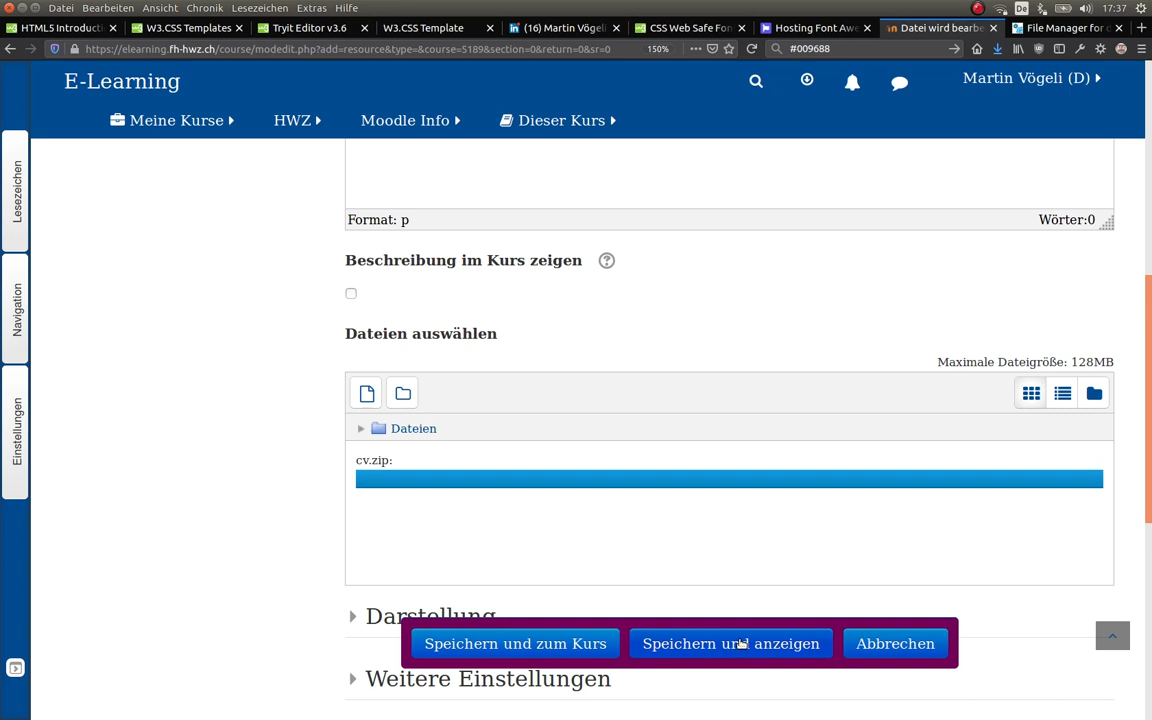 Datei Bearbeiten Ansicht Chronik Lesezeichen Extras Hilfe De 17:37
HTML5 Introducti W3.CSS Templates Tryit Editor v3.6 W3.CSS Template (16) Martin Vögeli CSS Web Safe Fon Hosting Font Awe Datei wird bearbe File Manager for
https://elearning.fh-hwz.ch/course/modedit.php?add=resource&type=&course=5189&section=0&return=0&sr=0 150% #009688
E-Learning
Martin Vögeli (D)
Meine Kurse HWZ Moodle Info Dieser Kurs
Lesezeichen
Navigation
Einstellungen
Format: p Wörter:0
Beschreibung im Kurs zeigen
Dateien auswählen
Maximale Dateigröße: 128MB
Dateien
cv.zip:
Darstellung
Speichern und zum Kurs Speichern und anzeigen Abbrechen
Weitere Einstellungen